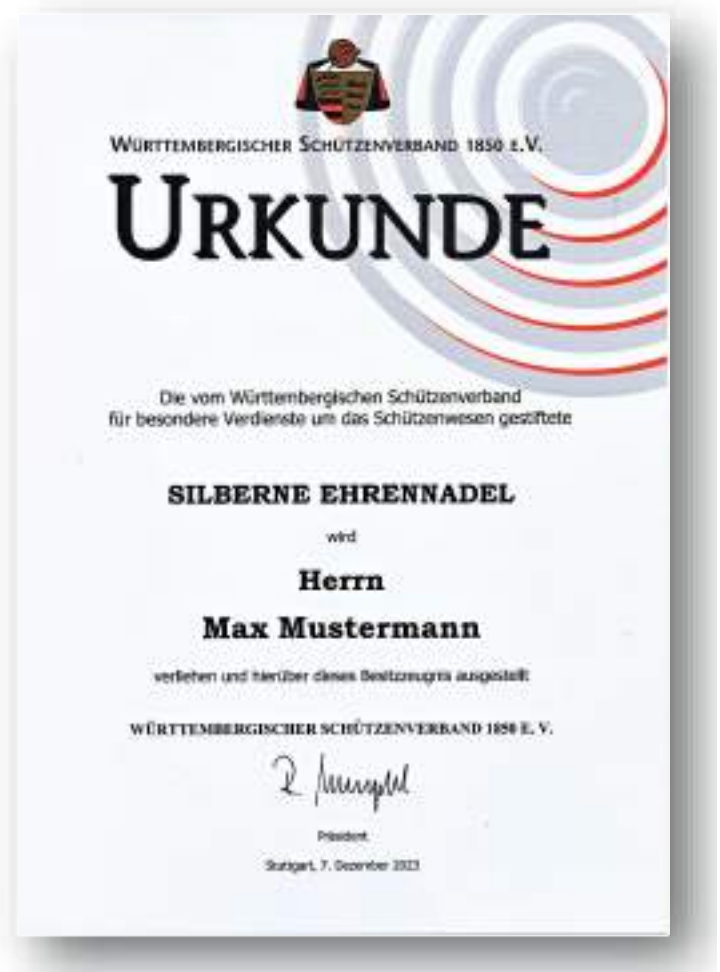 WÜRTTEMBERGISCHER SCHÜTZENVERBAND 1850 E.V.
URKUNDE
Die vom Württembergischen Schützenverband
für besondere Verdienste um das Schützenwesen gestiftete
SILBERNE EHRENNADEL
wird
Herrn
Max Mustermann
verliehen und hierüber dieses Besitzzeugnis ausgestellt
WÜRTTEMBERGISCHER SCHÜTZENVERBAND 1850 E. V.
Präsident
Stuttgart, 7. Dezember 2023